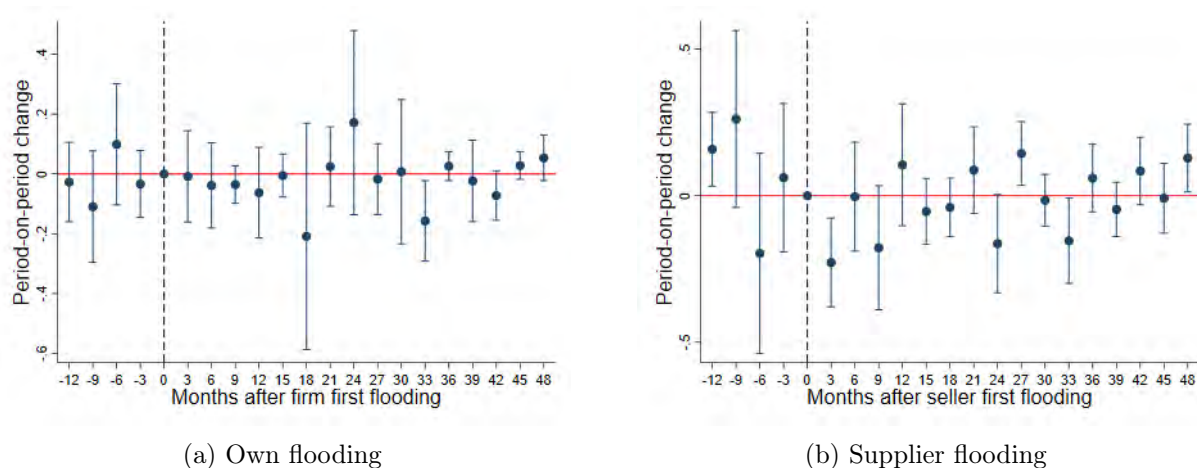 Period-on-period change
.4
.2
0
-.2
-.4
-.6
-12 -9 -6 -3 0 3 6 9 12 15 18 21 24 27 30 33 36 39 42 45 48
Months after firm first flooding
(a) Own flooding
Period-on-period change
.5
0
-.5
-12 -9 -6 -3 0 3 6 9 12 15 18 21 24 27 30 33 36 39 42 45 48
Months after seller first flooding
(b) Supplier flooding